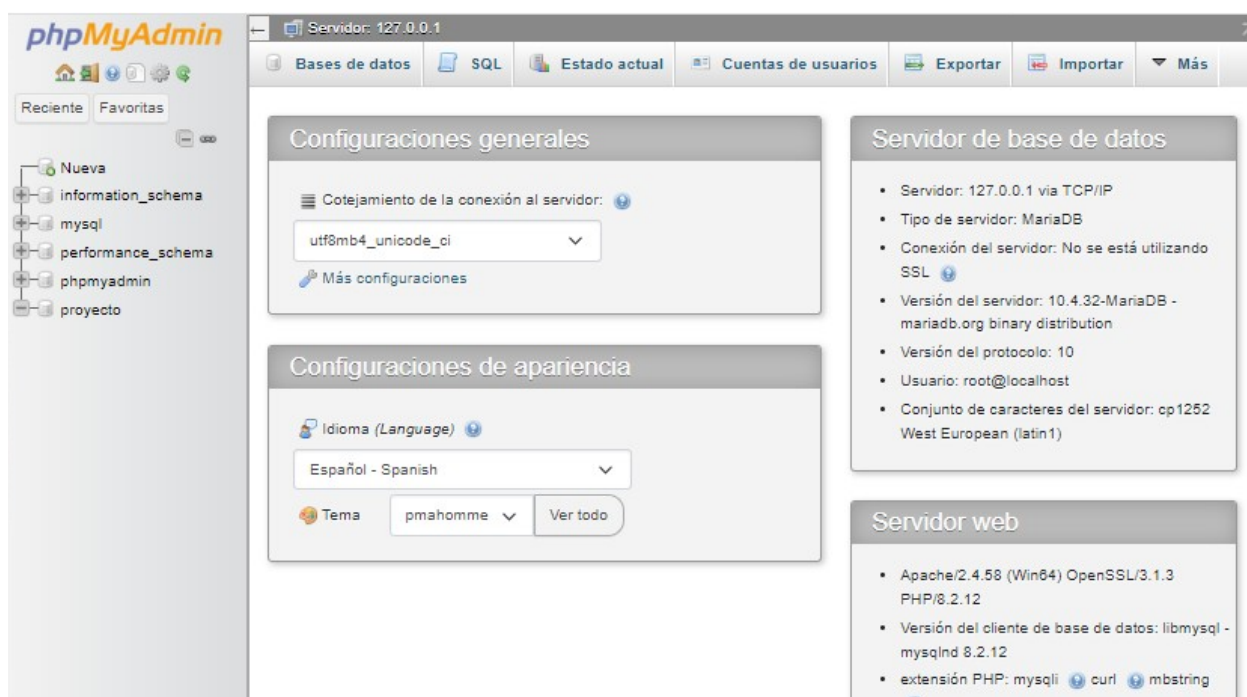 phpMyAdmin
Reciente Favoritas
Nueva
information_schema
mysql
performance_schema
phpmyadmin
proyecto
Servidor: 127.0.0.1
Bases de datos SQL Estado actual Cuentas de usuarios Exportar Importar Más
Configuraciones generales
Cotejamiento de la conexión al servidor:
utf8mb4_unicode_ci
Más configuraciones
Configuraciones de apariencia
Idioma (Language)
Español - Spanish
Tema pmahomme Ver todo
Servidor de base de datos
• Servidor: 127.0.0.1 via TCP/IP
• Tipo de servidor: MariaDB
• Conexión del servidor: No se está utilizando
SSL
• Versión del servidor: 10.4.32-MariaDB -
mariadb.org binary distribution
• Versión del protocolo: 10
• Usuario: root@localhost
• Conjunto de caracteres del servidor: cp1252
West European (latin1)
Servidor web
• Apache/2.4.58 (Win64) OpenSSL/3.1.3
PHP/8.2.12
• Versión del cliente de base de datos: libmysql -
mysqlnd 8.2.12
• extensión PHP: mysqli curl mbstring